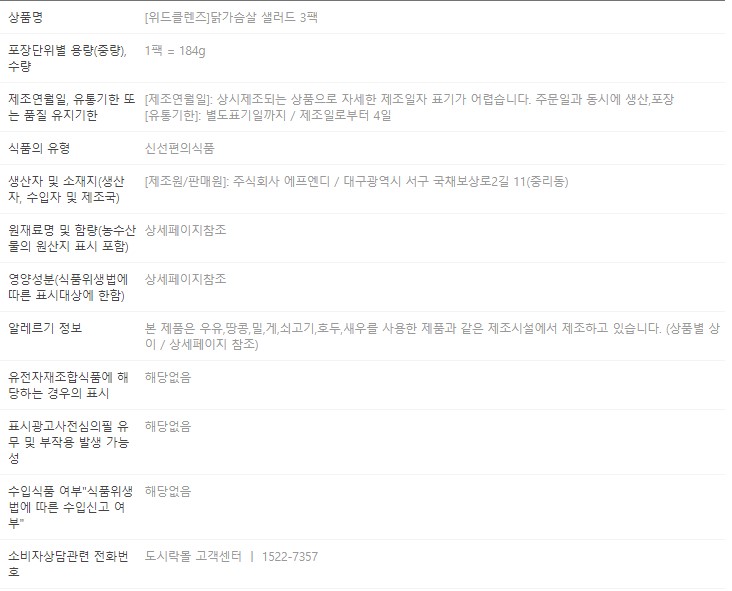 상품명
[위드클렌즈]닭가슴살 샐러드 3팩
포장단위별 용량(중량),
수량
1팩 = 184g
제조연월일, 유통기한 또
는 품질 유지기한
[제조연월일]: 상시제조되는 상품으로 자세한 제조일자 표기가 어렵습니다. 주문일과 동시에 생산,포장
[유통기한]: 별도표기일까지 / 제조일로부터 4일
식품의 유형
신선편의식품
생산자 및 소재지(생산
자, 수입자 및 제조국)
[제조원/판매원]: 주식회사 에프엔디 / 대구광역시 서구 국채보상로2길 11(중리동)
원재료명 및 함량(농수산
물의 원산지 표시 포함)
상세페이지참조
영양성분(식품위생법에
따른 표시대상에 한함)
상세페이지참조
알레르기 정보
본 제품은 우유,땅콩,밀,게,쇠고기,호두,새우를 사용한 제품과 같은 제조시설에서 제조하고 있습니다. (상품별 상
이 / 상세페이지 참조)
유전자재조합식품에 해
당하는 경우의 표시
해당없음
표시광고사전심의필 유
무 및 부작용 발생 가능
성
해당없음
수입식품 여부"식품위생
법에 따른 수입신고 여
부"
해당없음
소비자상담관련 전화번
호
도시락몰 고객센터 ㅣ 1522-7357